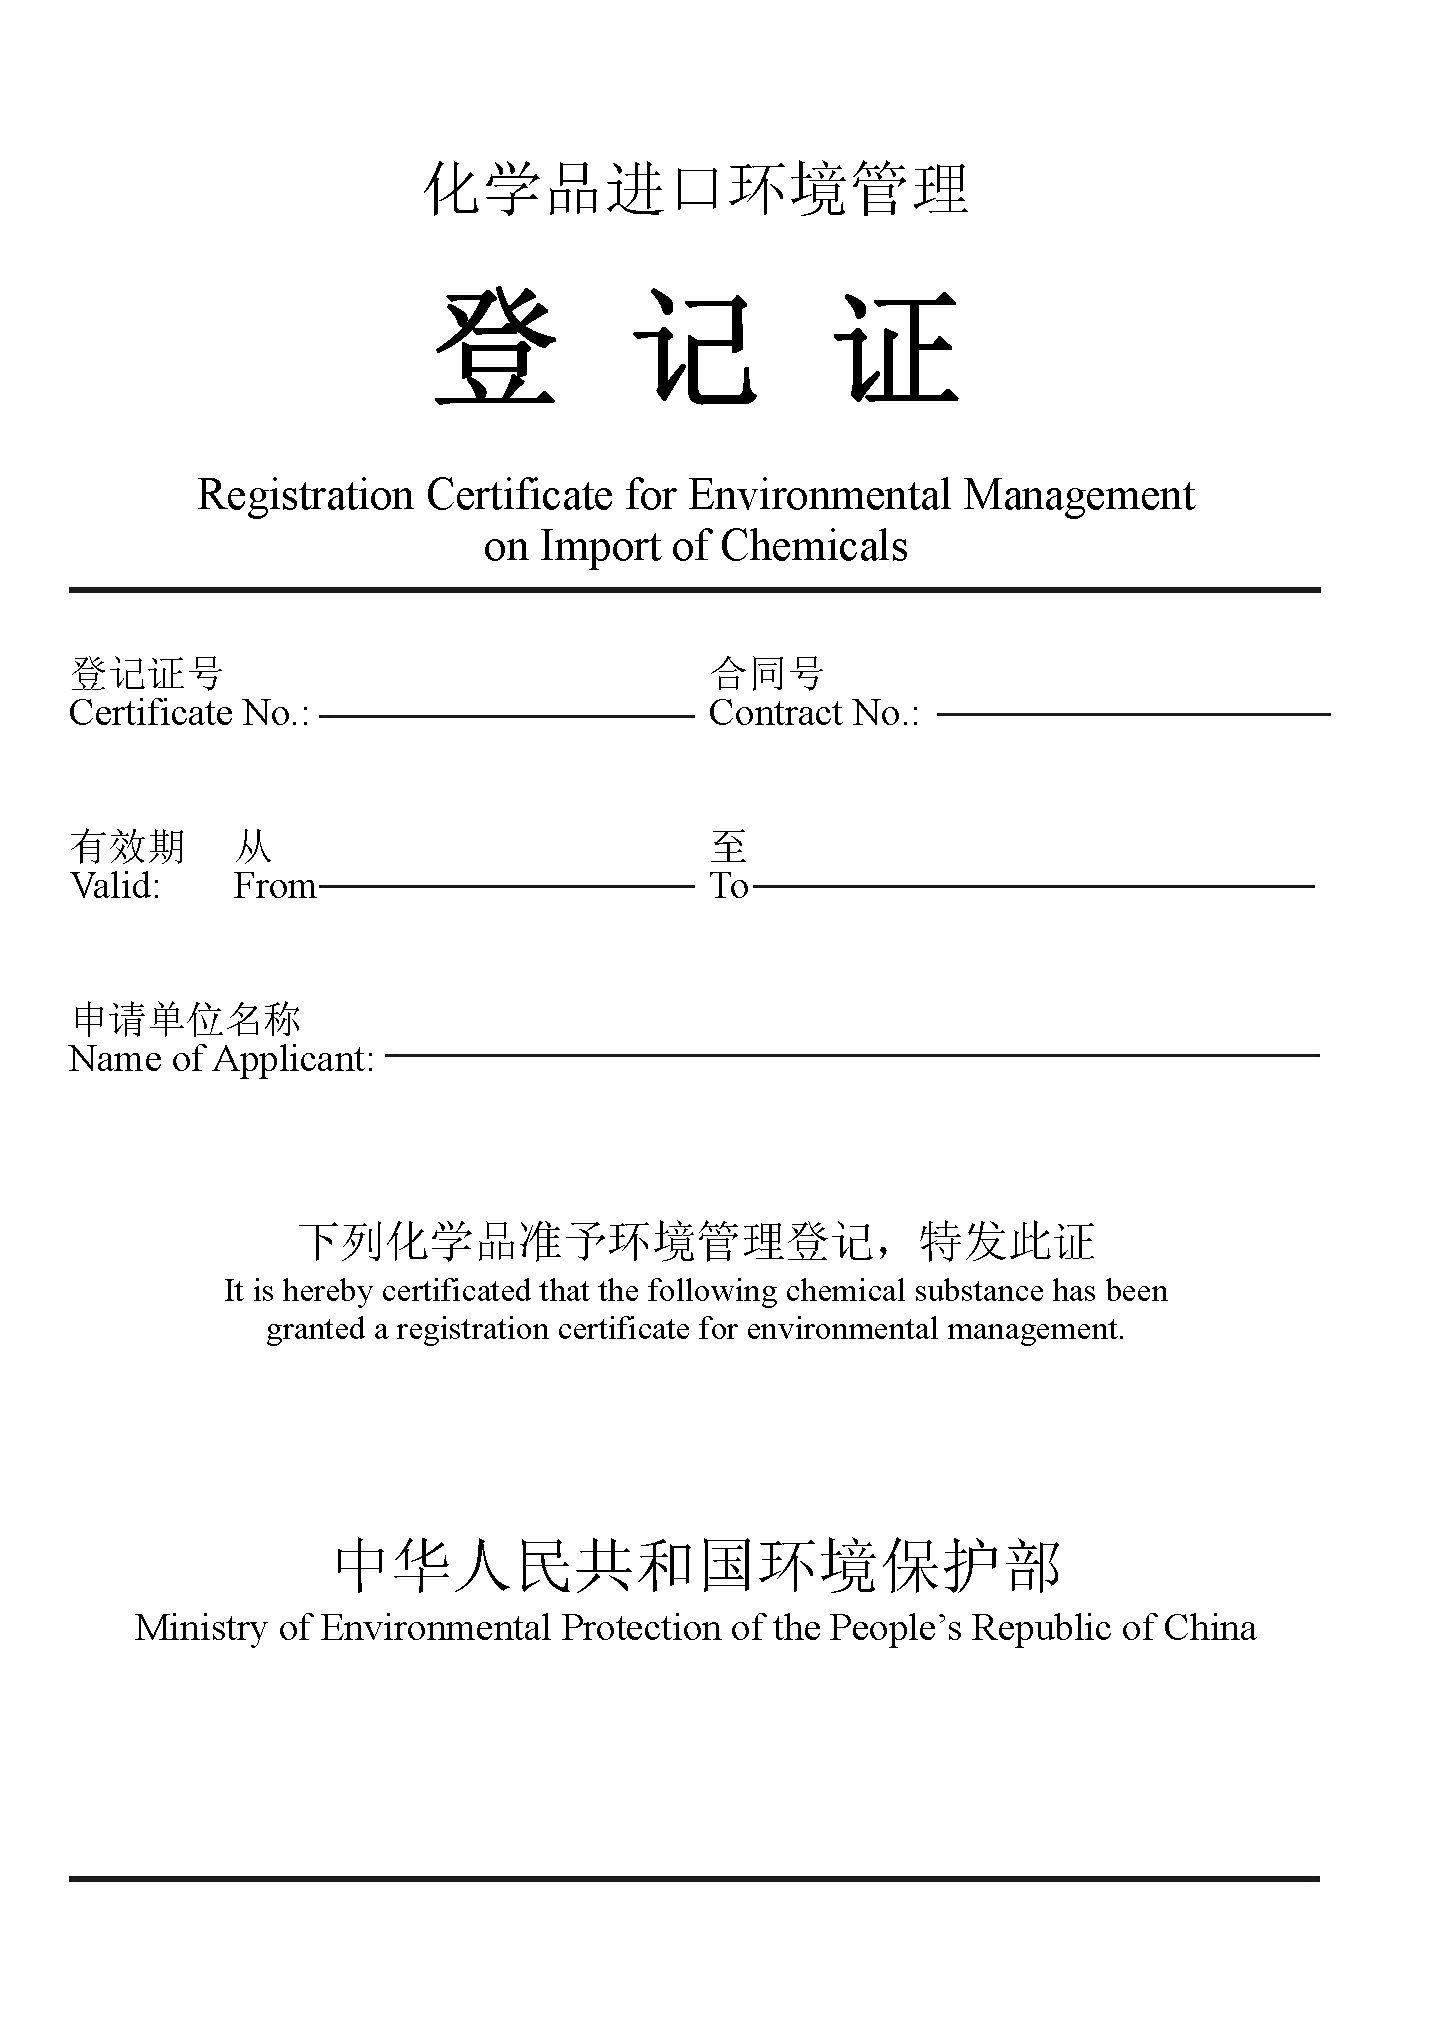 化学品进口环境管理
登 记 证
Registration Certificate for Environmental Management
on Import of Chemicals
登记证号 合同号
Certificate No.: Contract No.:
有效期 从 至
Valid: From To
申请单位名称
Name of Applicant:
下列化学品准予环境管理登记，特发此证
It is hereby certificated that the following chemical substance has been
granted a registration certificate for environmental management.
中华人民共和国环境保护部
Ministry of Environmental Protection of the People’s Republic of China